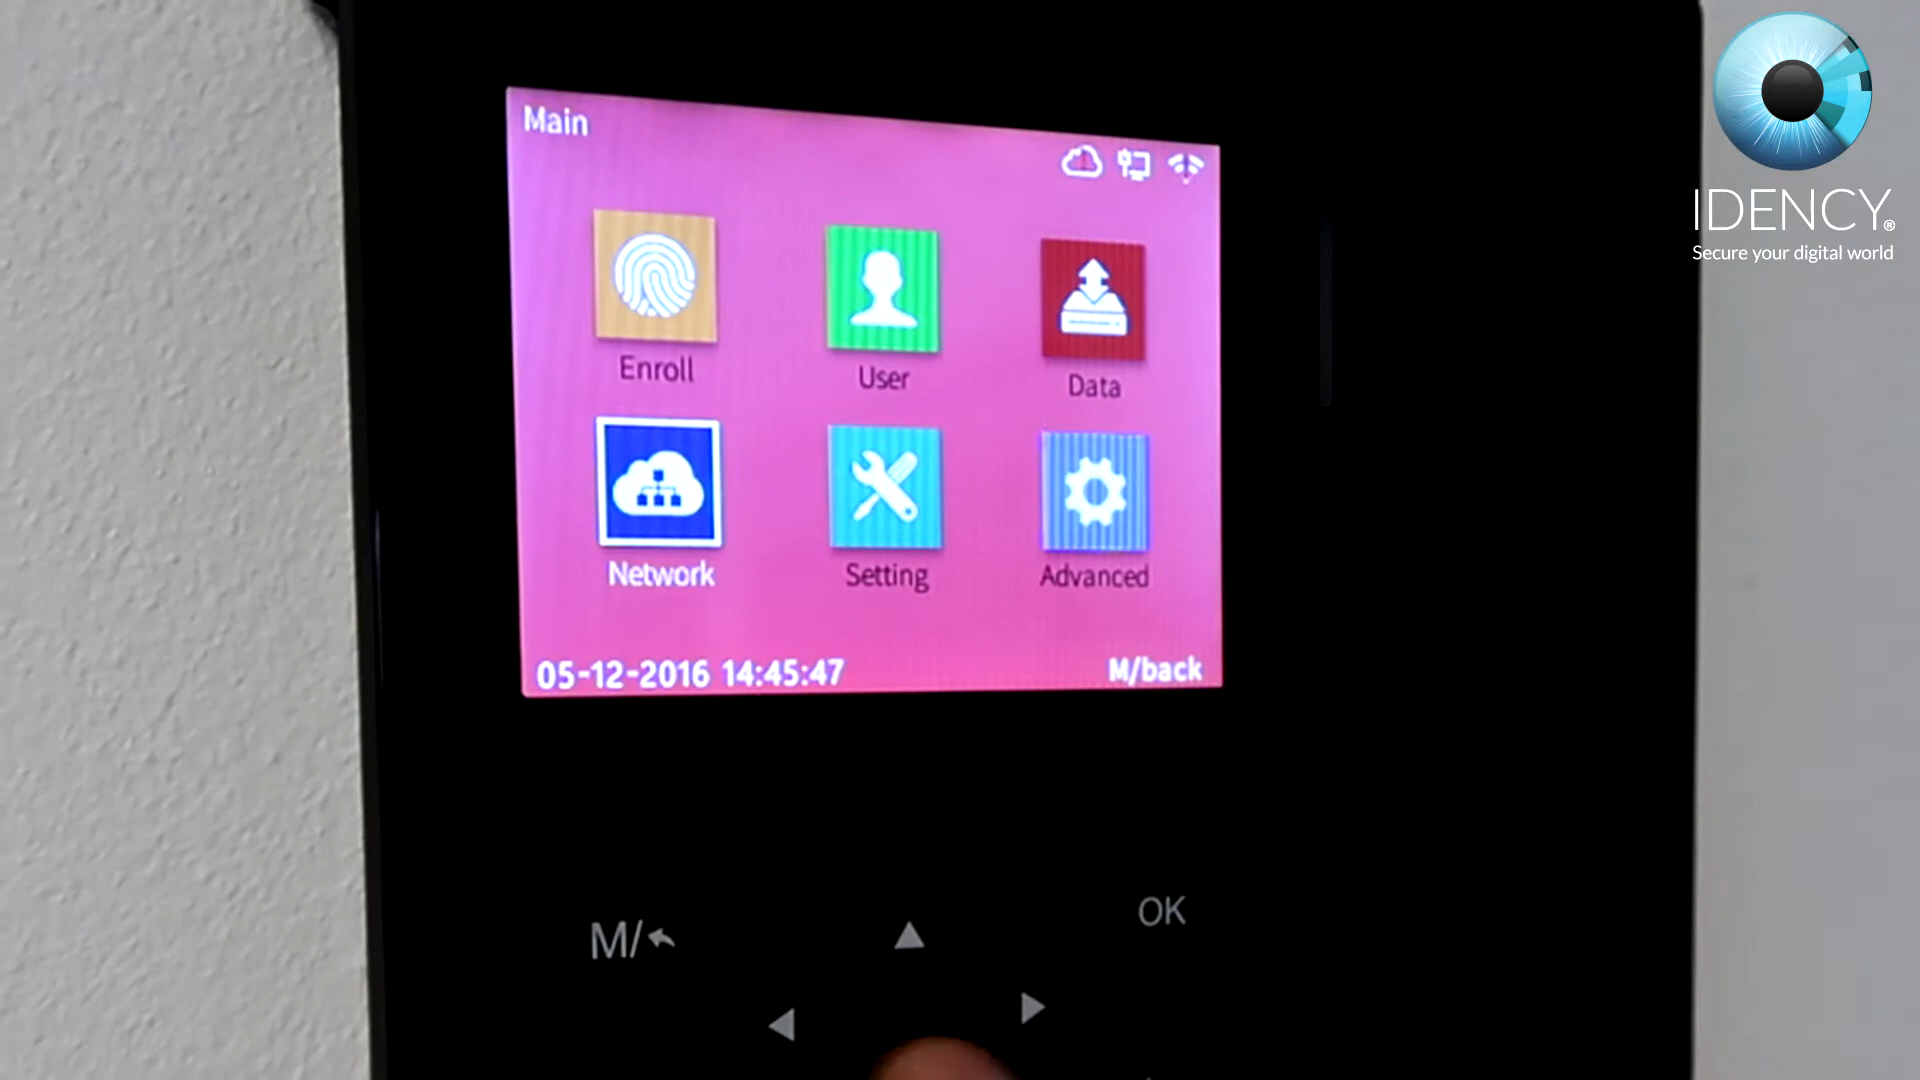 Main
Enroll
User
Data
Network
Setting
Advanced
05-12-2016 14:45:47
M/back
M/
OK
IDENCY®
Secure your digital world